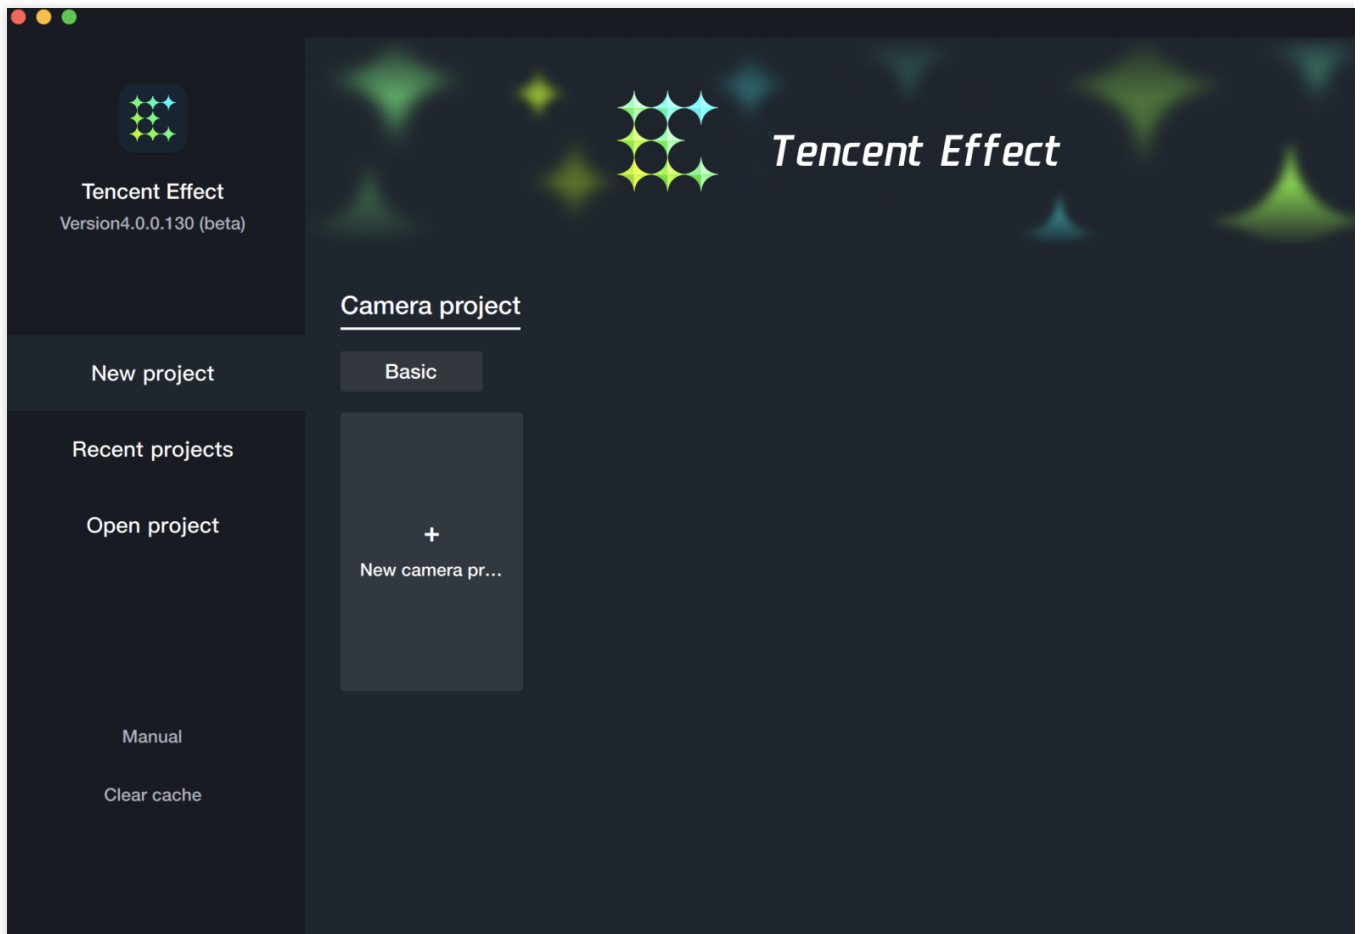 Tencent Effect
Version4.0.0.130 (beta)
New project
Recent projects
Open project
Manual
Clear cache
Tencent Effect
Camera project
Basic
+
New camera pr...